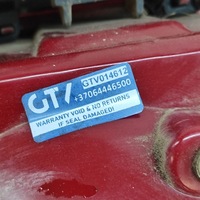 GTV
GTV014612
+37064446500
WARRANTY VOID & NO RETURNS
IF SEAL DAMAGED!